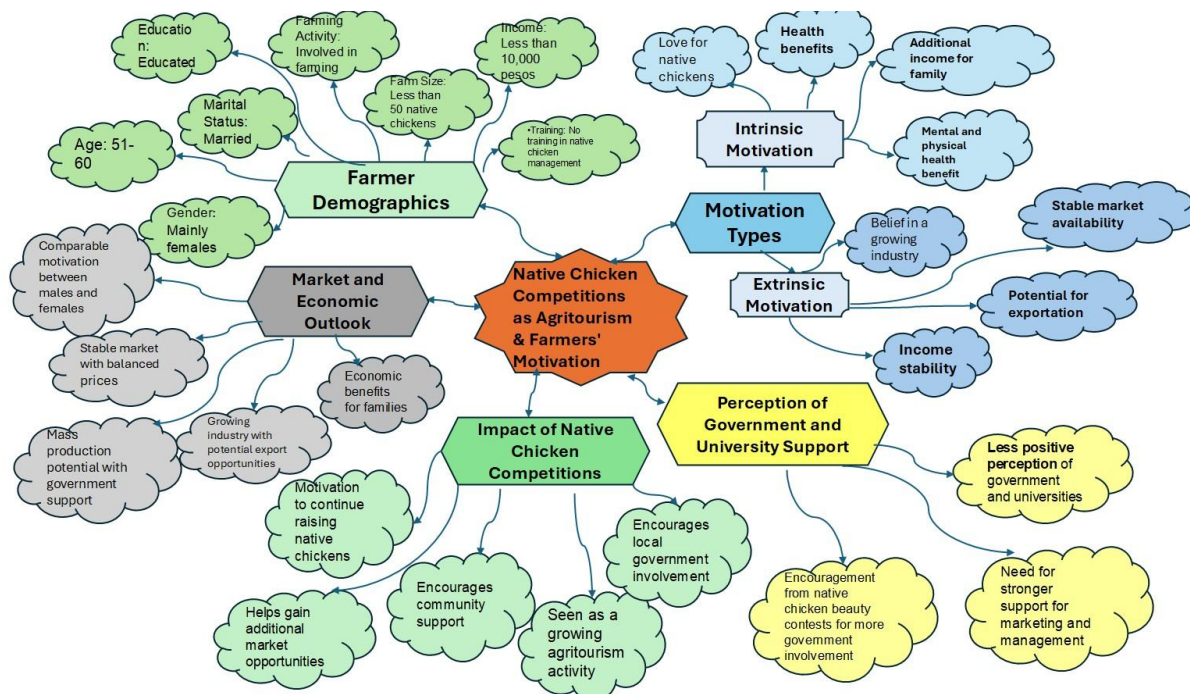 Educatio
n: Educated
Farming
Activity:
Involved in
farming
Income:
Less than
10,000
pesos
Farm Size:
Less than
50 native
chickens
Marital
Status:
Married
•Training: No
training in native
chicken
management
Age: 51-
60
Farmer
Demographics
Gender:
Mainly
females
Love for
native
chickens
Health
benefits
Additional
income for
family
Intrinsic
Motivation
Mental and
physical
health
benefit
Motivation
Types
Belief in a
growing
industry
Stable market
availability
Extrinsic
Motivation
Potential for
exportation
Income
stability
Native Chicken
Competitions
as Agritourism
& Farmers'
Motivation
Comparable
motivation
between
males and
females
Market and
Economic
Outlook
Stable market
with balanced
prices
Economic
benefits
for families
Mass
production
potential with
government
support
Growing
industry with
potential export
opportunities
Impact of Native
Chicken
Competitions
Motivation
to continue
raising
native
chickens
Helps gain
additional
market
opportunities
Encourages
community
support
Seen as a
growing
agritourism
activity
Encourages
local
government
involvement
Perception of
Government and
University Support
Less positive
perception of
government
and universities
Encouragement
from native
chicken beauty
contests for more
government
involvement
Need for
stronger
support for
marketing and
management